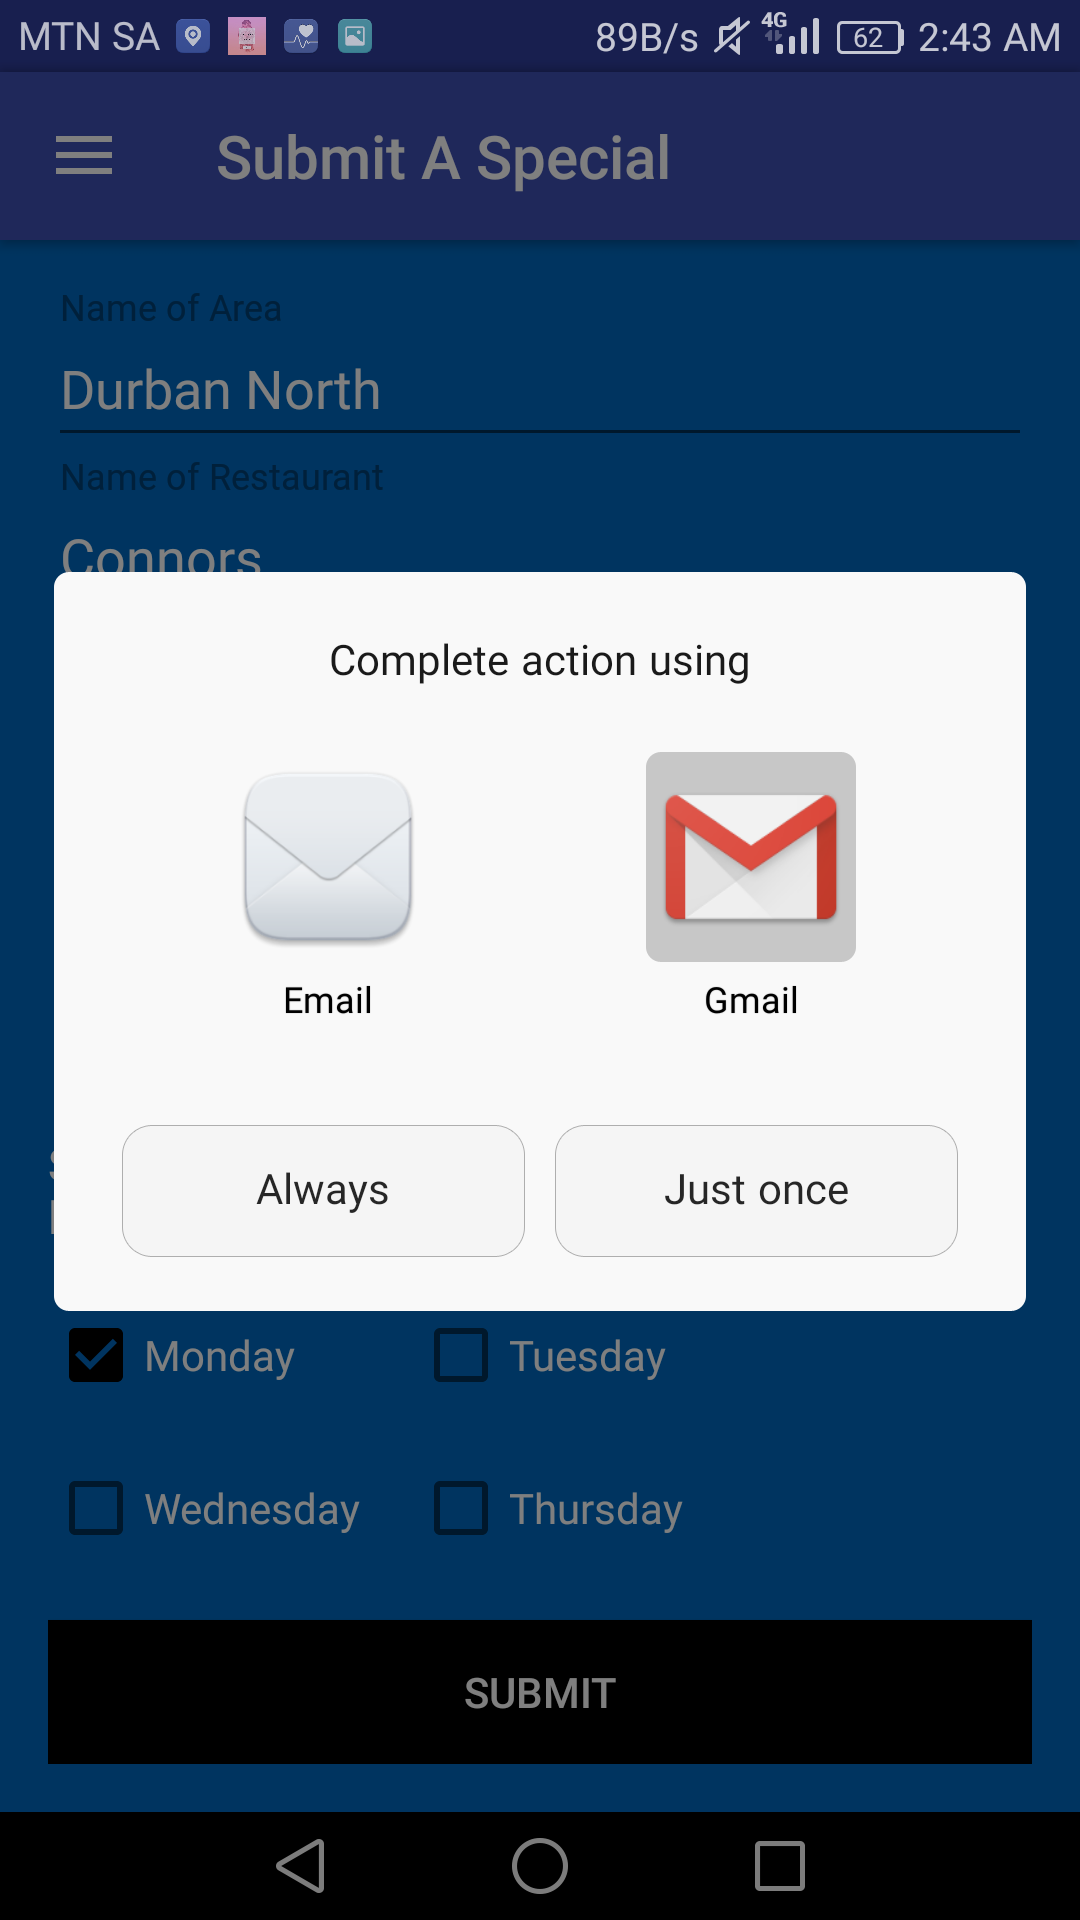 MTN SA 89B/s 4G 62 2:43 AM
Submit A Special
Name of Area
Durban North
Name of Restaurant
Connors
Complete action using
Email Gmail
Always Just once
Monday Tuesday
Wednesday Thursday
SUBMIT